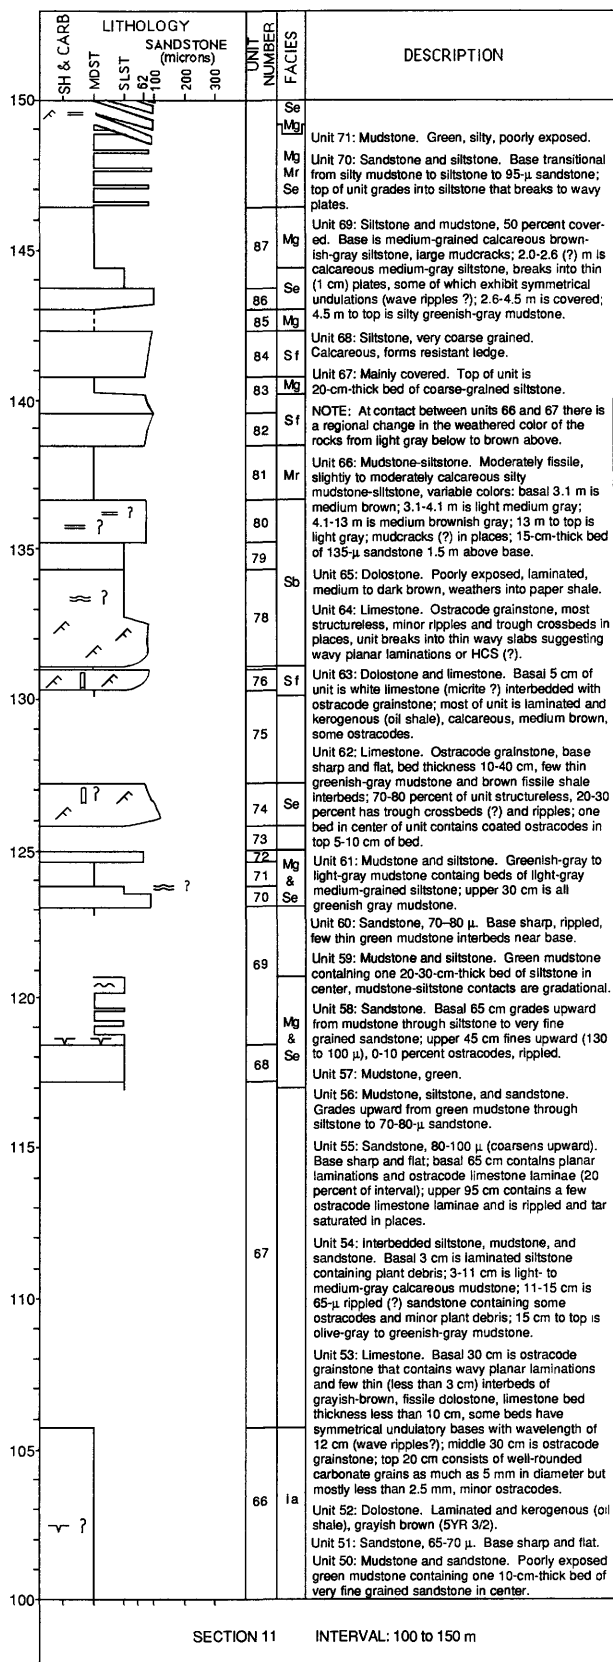 LITHOLOGY
SANDSTONE
(microns)
SH & CARB
MDST
SLST
62
100
200
300
UNIT
NUMBER
FACIES
DESCRIPTION
150
145
140
135
130
125
120
115
110
105
100
87
86
85
84
83
82
81
80
79
78
76
75
74
73
72
71
70
69
68
67
66
Se
Mg
Mg
Mr
Se
Mg
Se
Mg
Sf
Mg
Sf
Mr
Sb
Sf
Se
Mg
&
Se
Mg
&
Se
Ia
?
?
?
?
?
?
Unit 71: Mudstone. Green, silty, poorly exposed.
Unit 70: Sandstone and siltstone. Base transitional
from silty mudstone to siltstone to 95-µ sandstone;
top of unit grades into siltstone that breaks to wavy
plates.
Unit 69: Siltstone and mudstone, 50 percent cover-
ed. Base is medium-grained calcareous brown-
ish-gray siltstone, large mudcracks; 2.0-2.6 (?) m is
calcareous medium-gray siltstone, breaks into thin
(1 cm) plates, some of which exhibit symmetrical
undulations (wave ripples ?); 2.6-4.5 m is covered;
4.5 m to top is silty greenish-gray mudstone.
Unit 68: Siltstone, very coarse grained.
Calcareous, forms resistant ledge.
Unit 67: Mainly covered. Top of unit is
20-cm-thick bed of coarse-grained siltstone.
NOTE: At contact between units 66 and 67 there is
a regional change in the weathered color of the
rocks from light gray below to brown above.
Unit 66: Mudstone-siltstone. Moderately fissile,
slightly to moderately calcareous silty
mudstone-siltstone, variable colors: basal 3.1 m is
medium brown; 3.1-4.1 m is light medium gray;
4.1-13 m is medium brownish gray; 13 m to top is
light gray; mudcracks (?) in places; 15-cm-thick bed
of 135-µ sandstone 1.5 m above base.
Unit 65: Dolostone. Poorly exposed, laminated,
medium to dark brown, weathers into paper shale.
Unit 64: Limestone. Ostracode grainstone, most
structureless, minor ripples and trough crossbeds in
places, unit breaks into thin wavy slabs suggesting
wavy planar laminations or HCS (?).
Unit 63: Dolostone and limestone. Basal 5 cm of
unit is white limestone (micrite ?) interbedded with
ostracode grainstone; most of unit is laminated and
kerogenous (oil shale), calcareous, medium brown,
some ostracodes.
Unit 62: Limestone. Ostracode grainstone, base
sharp and flat, bed thickness 10-40 cm, few thin
greenish-gray mudstone and brown fissile shale
interbeds; 70-80 percent of unit structureless, 20-30
percent has trough crossbeds (?) and ripples; one
bed in center of unit contains coated ostracodes in
top 5-10 cm of bed.
Unit 61: Mudstone and siltstone. Greenish-gray to
light-gray mudstone containg beds of light-gray
medium-grained siltstone; upper 30 cm is all
greenish gray mudstone.
Unit 60: Sandstone, 70–80 µ. Base sharp, rippled,
few thin green mudstone interbeds near base.
Unit 59: Mudstone and siltstone. Green mudstone
containing one 20-30-cm-thick bed of siltstone in
center, mudstone-siltstone contacts are gradational.
Unit 58: Sandstone. Basal 65 cm grades upward
from mudstone through siltstone to very fine
grained sandstone; upper 45 cm fines upward (130
to 100 µ), 0-10 percent ostracodes, rippled.
Unit 57: Mudstone, green.
Unit 56: Mudstone, siltstone, and sandstone.
Grades upward from green mudstone through
siltstone to 70-80-µ sandstone.
Unit 55: Sandstone, 80-100 µ (coarsens upward).
Base sharp and flat; basal 65 cm contains planar
laminations and ostracode limestone laminae (20
percent of interval); upper 95 cm contains a few
ostracode limestone laminae and is rippled and tar
saturated in places.
Unit 54: Interbedded siltstone, mudstone, and
sandstone. Basal 3 cm is laminated siltstone
containing plant debris; 3-11 cm is light- to
medium-gray calcareous mudstone; 11-15 cm is
65-µ rippled (?) sandstone containing some
ostracodes and minor plant debris; 15 cm to top is
olive-gray to greenish-gray mudstone.
Unit 53: Limestone. Basal 30 cm is ostracode
grainstone that contains wavy planar laminations
and few thin (less than 3 cm) interbeds of
grayish-brown, fissile dolostone, limestone bed
thickness less than 10 cm, some beds have
symmetrical undulatory bases with wavelength of
12 cm (wave ripples?); middle 30 cm is ostracode
grainstone; top 20 cm consists of well-rounded
carbonate grains as much as 5 mm in diameter but
mostly less than 2.5 mm, minor ostracodes.
Unit 52: Dolostone. Laminated and kerogenous (oil
shale), grayish brown (5YR 3/2).
Unit 51: Sandstone, 65-70 µ. Base sharp and flat.
Unit 50: Mudstone and sandstone. Poorly exposed
green mudstone containing one 10-cm-thick bed of
very fine grained sandstone in center.
SECTION 11 INTERVAL: 100 to 150 m